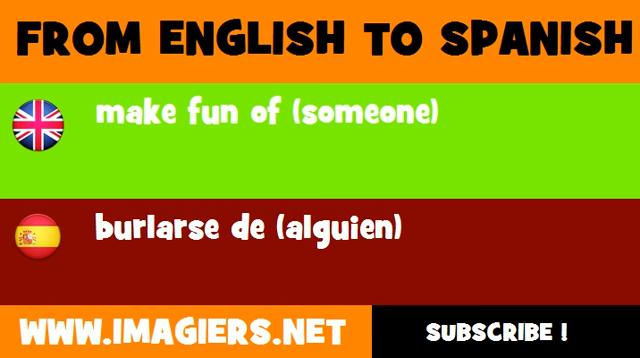 FROM ENGLISH TO SPANISH
make fun of (someone)
burlarse de (alguien)
WWW.IMAGIERS.NET
SUBSCRIBE !